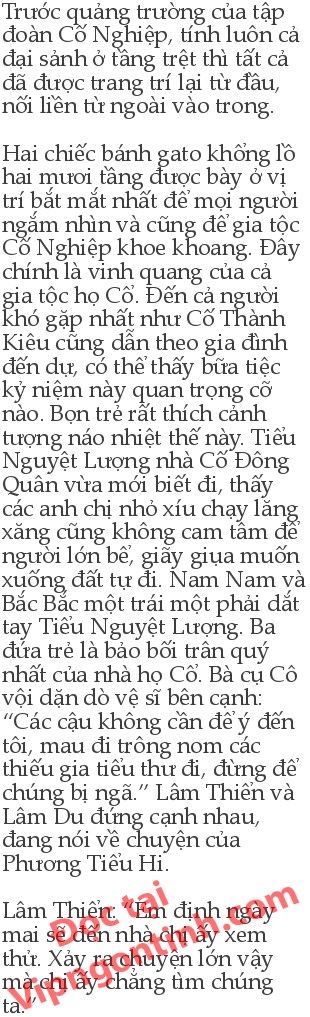 Trước quảng trường của tập
đoàn Cố Nghiệp, tính luôn cả
đại sảnh ở tầng trệt thì tất cả
đã được trang trí lại từ đầu,
nối liền từ ngoài vào trong.

Hai chiếc bánh gato khổng lồ
hai mươi tầng được bày ở vị
trí bắt mắt nhất để mọi người
ngắm nhìn và cũng để gia tộc
Cố Nghiệp khoe khoang. Đây
chính là vinh quang của cả
gia tộc họ Cổ. Đến cả người
khó gặp nhất như Cố Thành
Kiêu cũng dẫn theo gia đình
đến dự, có thể thấy bữa tiệc
kỷ niệm này quan trọng cỡ
nào. Bọn trẻ rất thích cảnh
tượng náo nhiệt thế này. Tiểu
Nguyệt Lượng nhà Cố Đông
Quân vừa mới biết đi, thấy
các anh chị nhỏ xíu chạy lăng
xăng cũng không cam tâm để
người lớn bế, giãy giụa muốn
xuống đất tự đi. Nam Nam và
Bắc Bắc một trái một phải dắt
tay Tiểu Nguyệt Lượng. Ba
đứa trẻ là bảo bối trân quý
nhất của nhà họ Cổ. Bà cụ Cô
vội dặn dò vệ sĩ bên cạnh:
“Các cậu không cần để ý đến
tôi, mau đi trông nom các
thiếu gia tiểu thư đi, đừng để
chúng bị ngã.” Lâm Thiển và
Lâm Du đứng cạnh nhau,
đang nói về chuyện của
Phương Tiểu Hi.

Lâm Thiển: “Em định ngày
mai sẽ đến nhà chị ấy xem
thử. Xảy ra chuyện lớn vậy
mà chị ấy chẳng tìm chúng
ta.”
Đọc tại
Vipngontinh.com